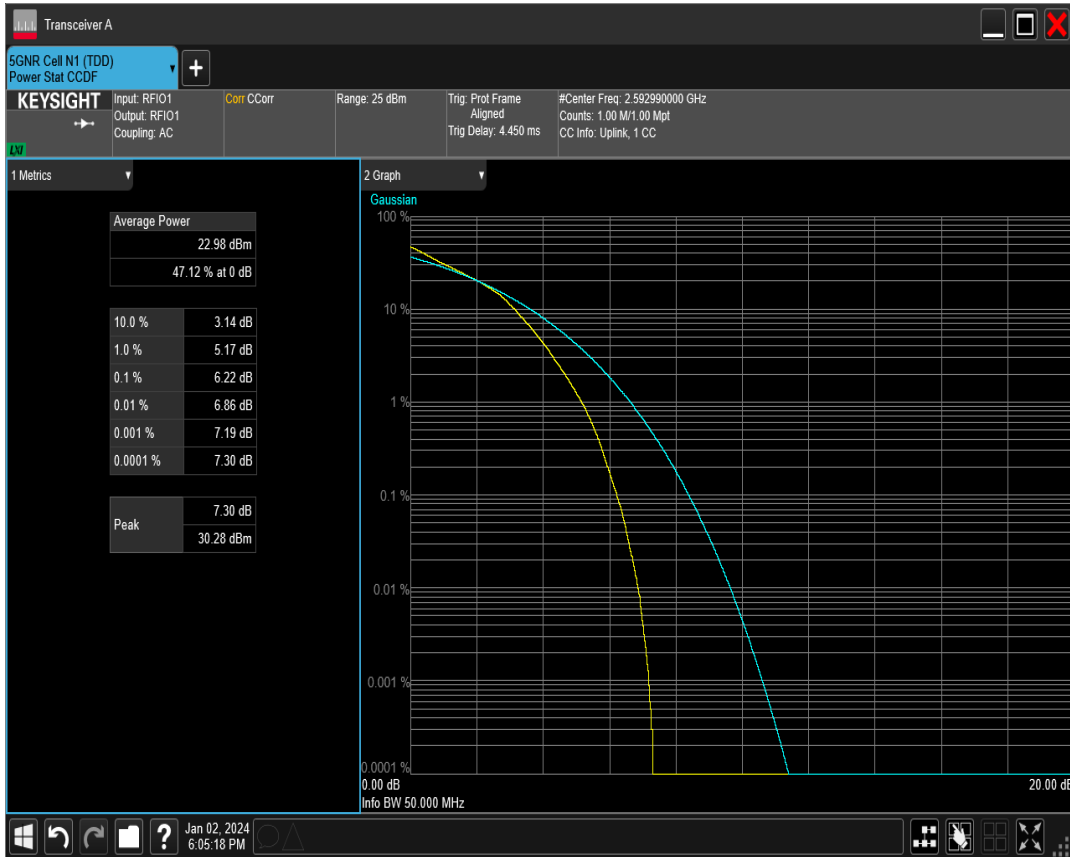 Transceiver A
5GNR Cell N1 (TDD)
Power Stat CCDF
+
KEYSIGHT
LXI
Input: RFIO1
Output: RFIO1
Coupling: AC
Corr CCorr
Range: 25 dBm
Trig: Prot Frame
Aligned
Trig Delay: 4.450 ms
#Center Freq: 2.592990000 GHz
Counts: 1.00 M/1.00 Mpt
CC Info: Uplink, 1 CC
1 Metrics
Average Power
22.98 dBm
47.12 % at 0 dB
10.0 % 3.14 dB
1.0 % 5.17 dB
0.1 % 6.22 dB
0.01 % 6.86 dB
0.001 % 7.19 dB
0.0001 % 7.30 dB
Peak
7.30 dB
30.28 dBm
2 Graph
Gaussian
100 %
10 %
1 %
0.1 %
0.01 %
0.001 %
0.0001 %
0.00 dB 20.00 dB
Info BW 50.000 MHz
? Jan 02, 2024
6:05:18 PM